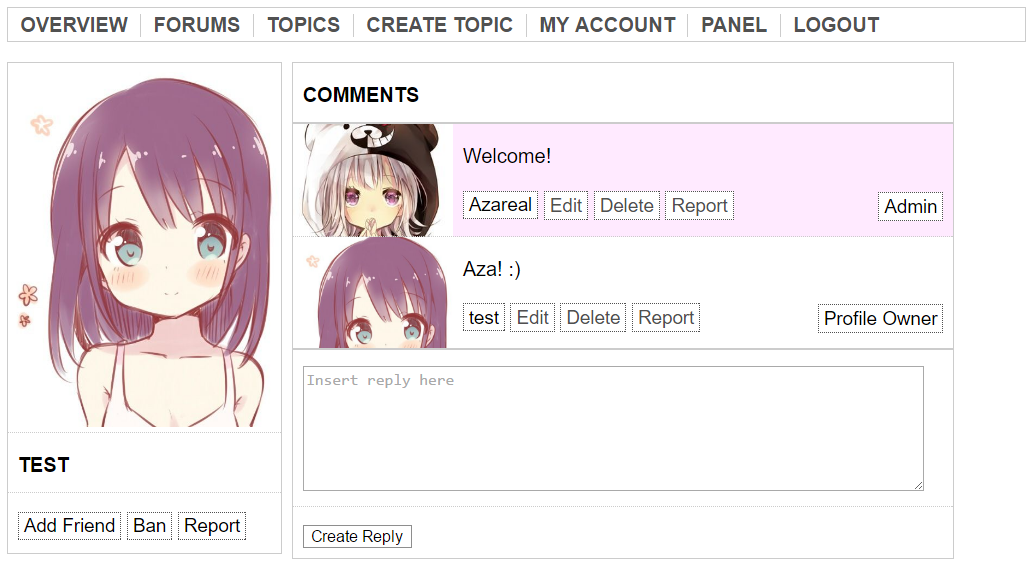 OVERVIEW FORUMS TOPICS CREATE TOPIC MY ACCOUNT PANEL LOGOUT
TEST
Add Friend Ban Report
COMMENTS
Welcome!
Azareal Edit Delete Report Admin
Aza! :)
test Edit Delete Report Profile Owner
Insert reply here
Create Reply